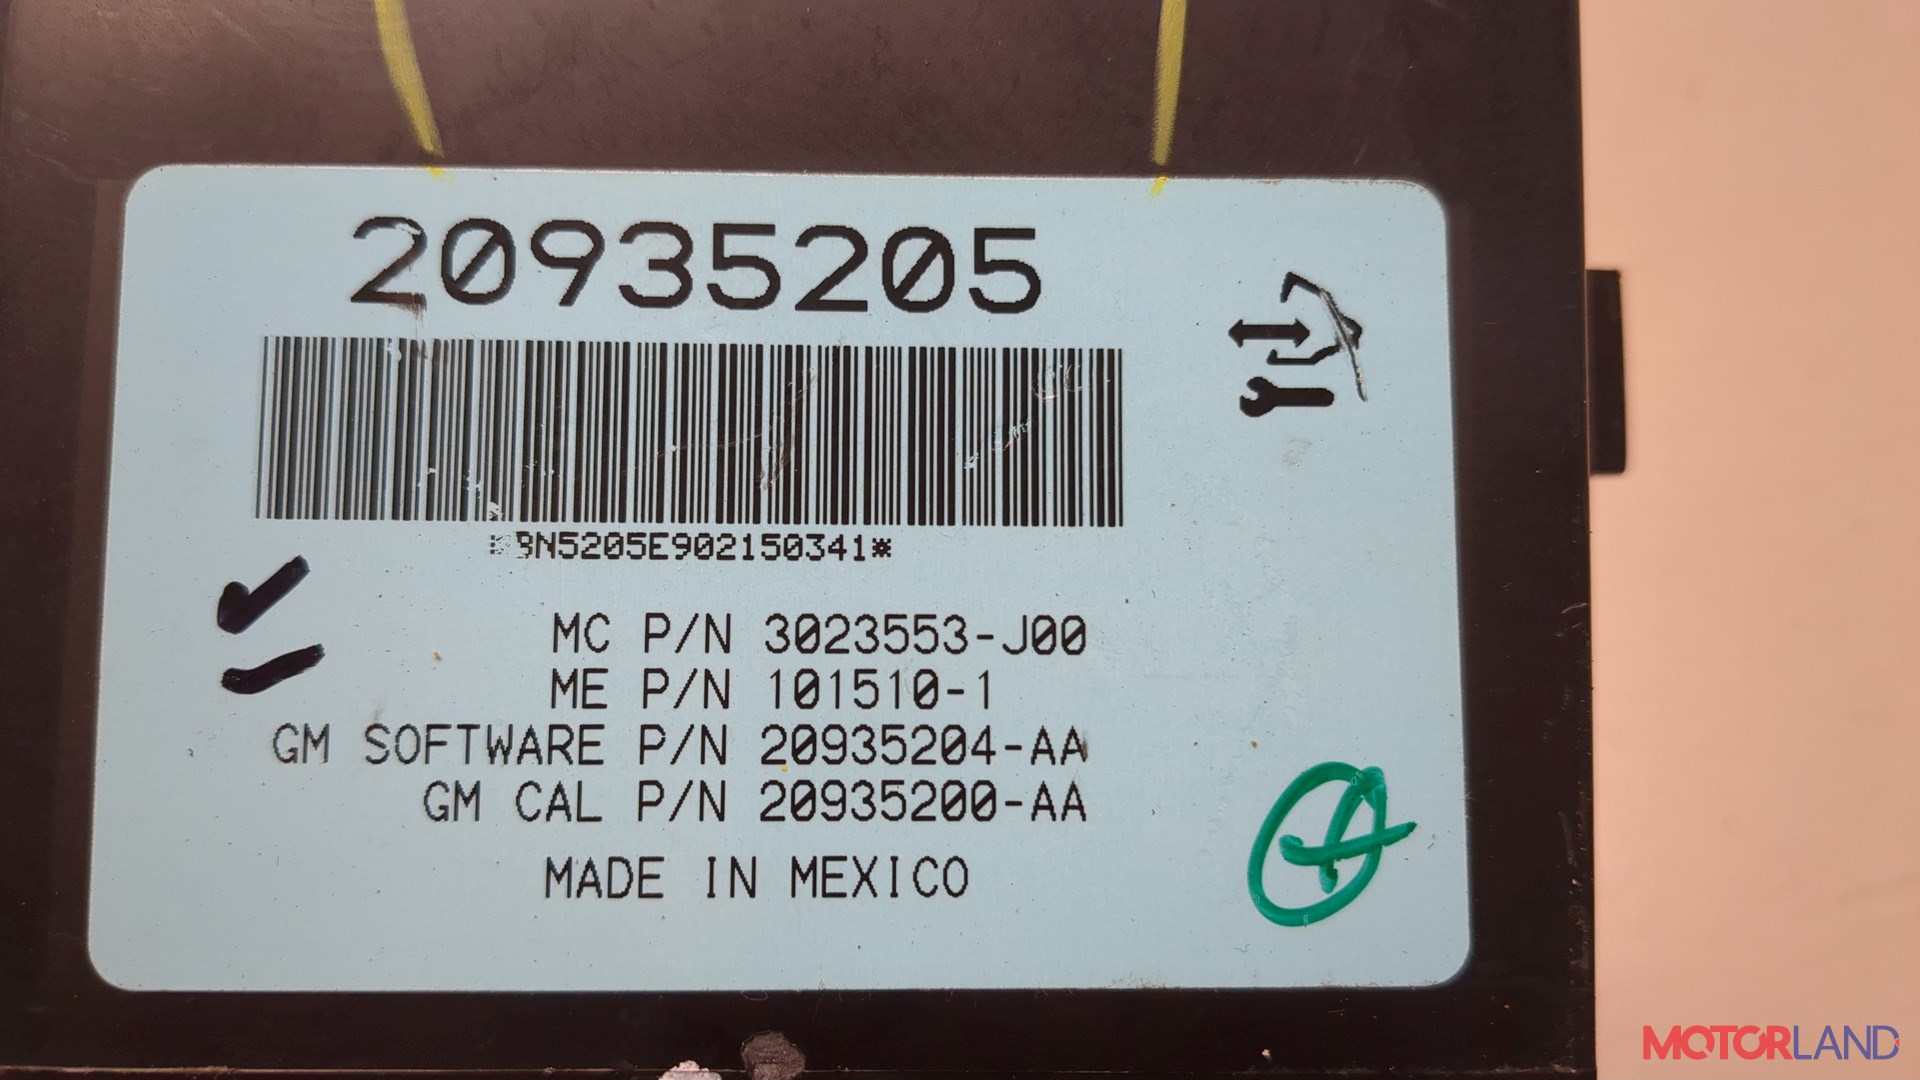 20935205
BN5205E902150341*
MC P/N 3023553-J00
ME P/N 101510-1
GM SOFTWARE P/N 20935204-AA
GM CAL P/N 20935200-AA
MADE IN MEXICO
MOTORLAND